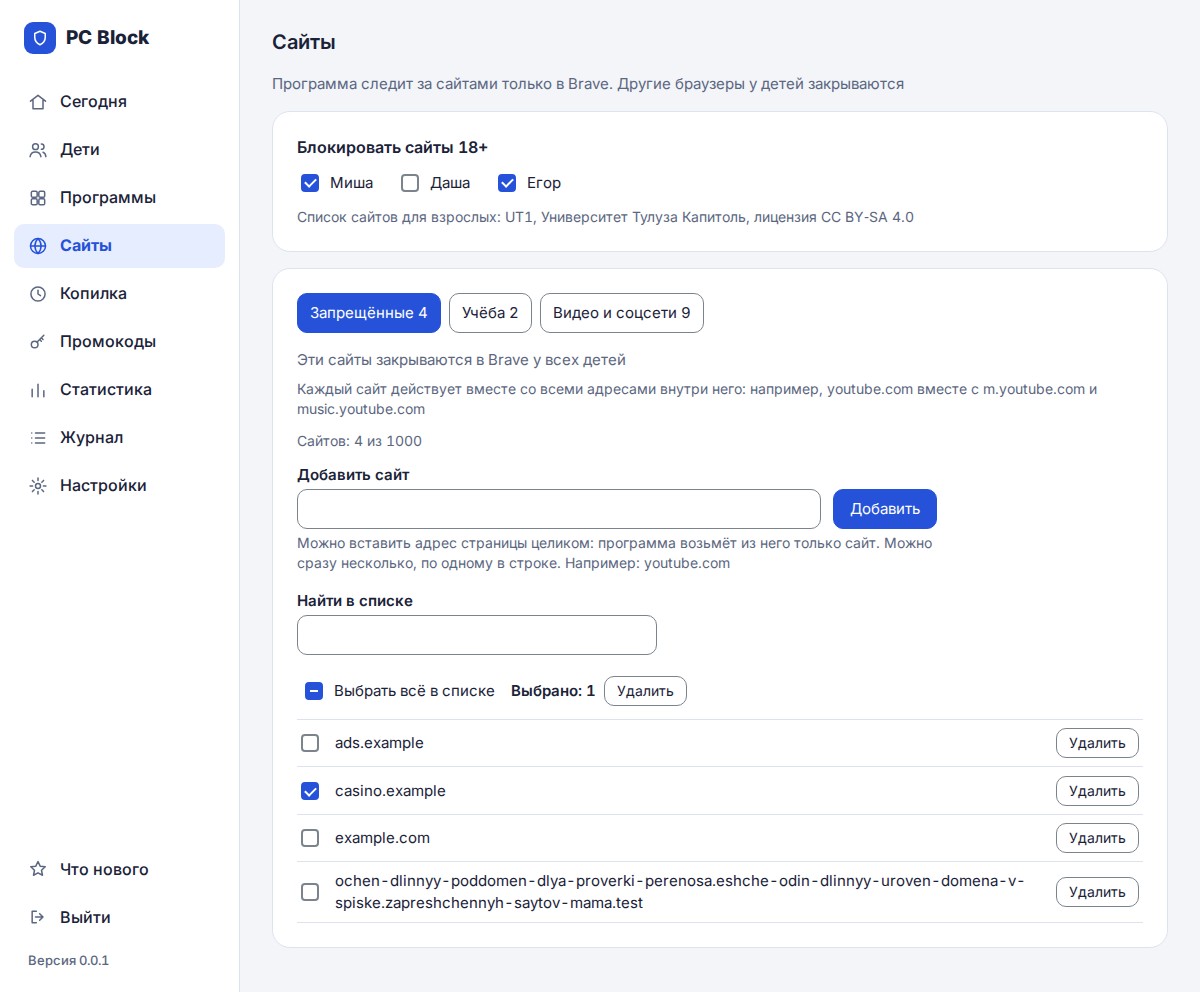 PC Block
Сегодня
Дети
Программы
Сайты
Копилка
Промокоды
Статистика
Журнал
Настройки
Что нового
Выйти
Версия 0.0.1
Сайты
Программа следит за сайтами только в Brave. Другие браузеры у детей закрываются
Блокировать сайты 18+
Миша Даша Егор
Список сайтов для взрослых: UT1, Университет Тулуза Капитоль, лицензия CC BY-SA 4.0
Запрещённые 4 Учёба 2 Видео и соцсети 9
Эти сайты закрываются в Brave у всех детей
Каждый сайт действует вместе со всеми адресами внутри него: например, youtube.com вместе с m.youtube.com и
music.youtube.com
Сайтов: 4 из 1000
Добавить сайт
Добавить
Можно вставить адрес страницы целиком: программа возьмёт из него только сайт. Можно
сразу несколько, по одному в строке. Например: youtube.com
Найти в списке
Выбрать всё в списке Выбрано: 1 Удалить
ads.example Удалить
casino.example Удалить
example.com Удалить
ochen-dlinnyy-poddomen-dlya-proverki-perenosa.eshche-odin-dlinnyy-uroven-domena-v-
spiske.zapreshchennyh-saytov-mama.test Удалить